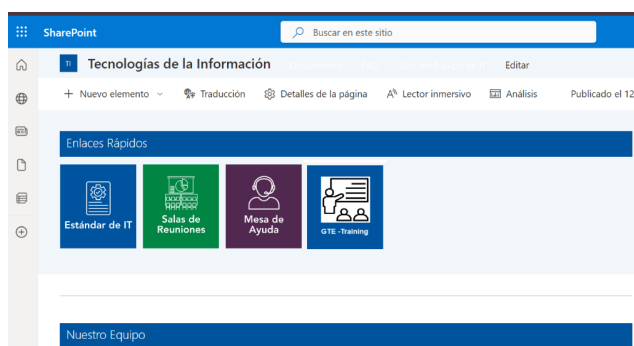 SharePoint
Buscar en este sitio
TI
Tecnologías de la Información
Editar
Nuevo elemento
Traducción
Detalles de la página
Lector inmersivo
Análisis
Publicado el 12
Enlaces Rápidos
Estándar de IT
Salas de
Reuniones
Mesa de
Ayuda
GTE -Training
Nuestro Equipo